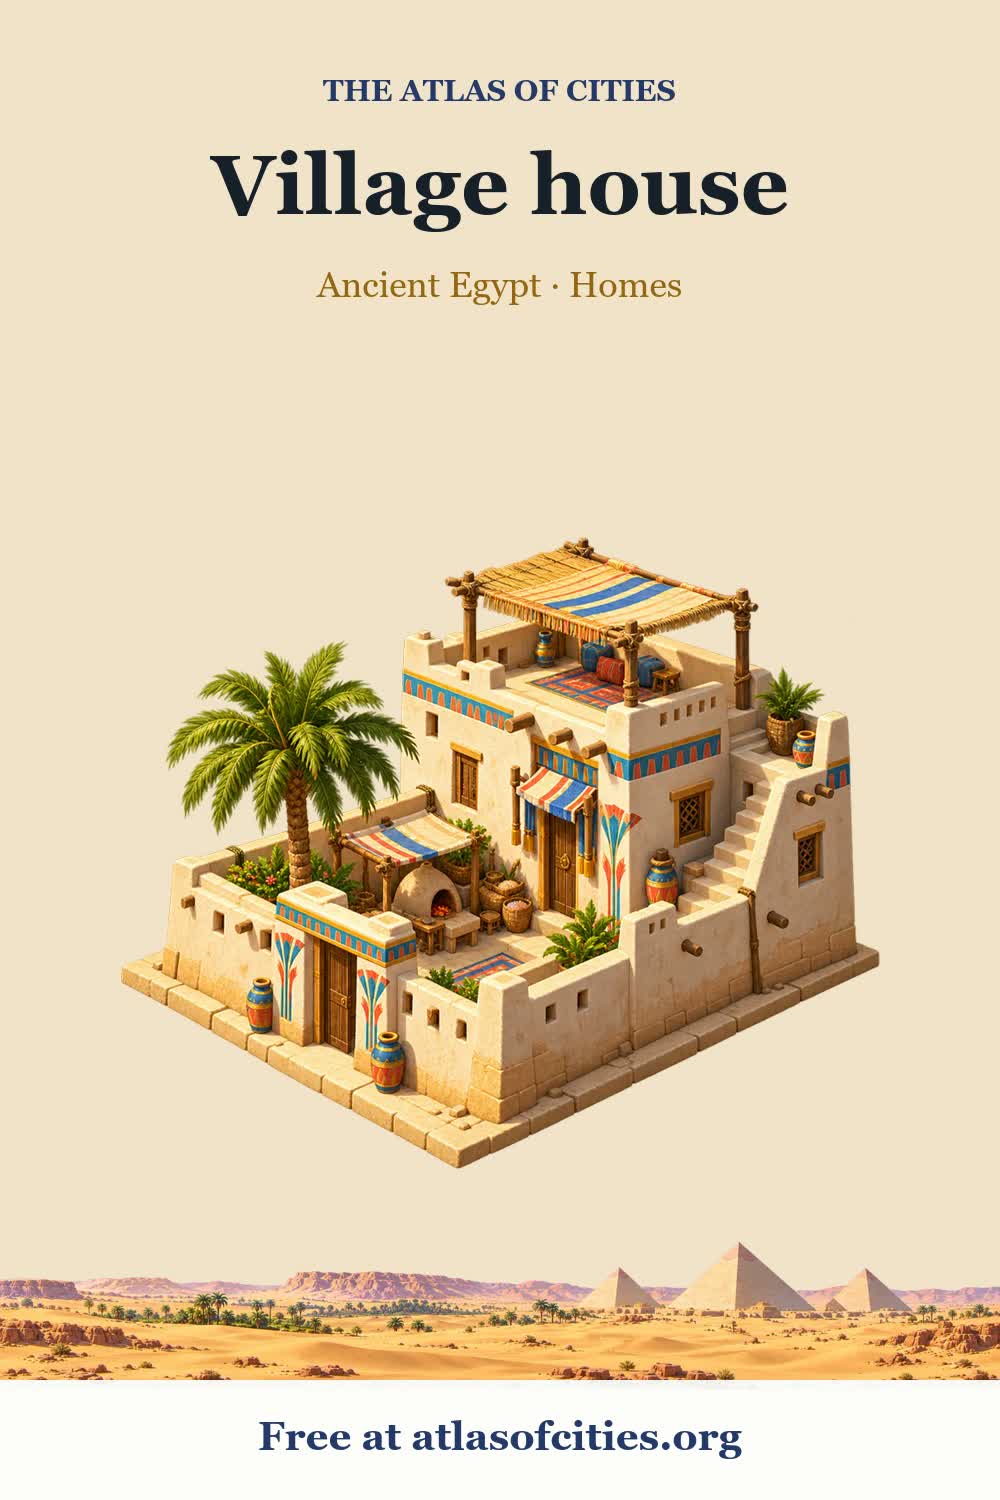 THE ATLAS OF CITIES
Village house
Ancient Egypt · Homes
Free at atlasofcities.org